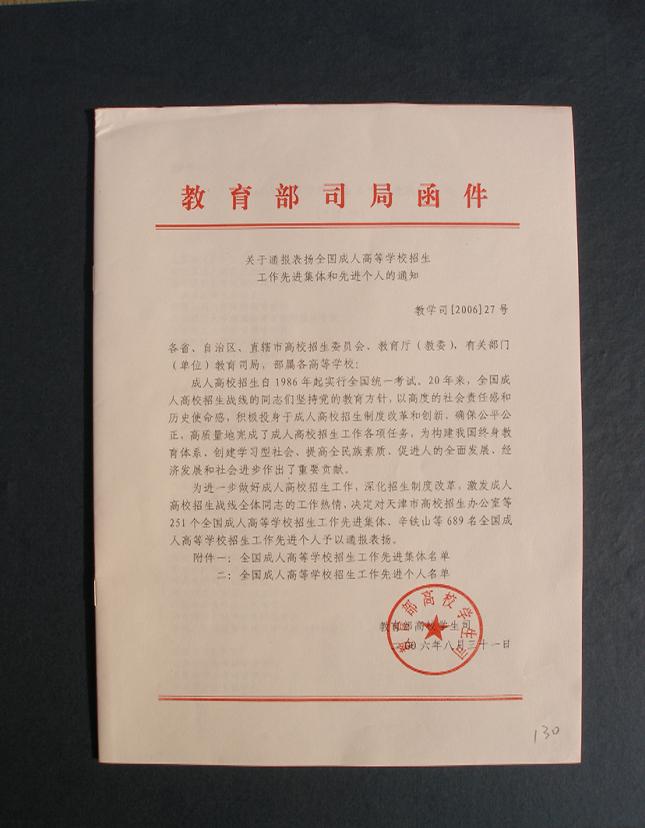 教育部司局函件
关于通报表扬全国成人高等学校招生
工作先进集体和先进个人的通知
教学司[2006]27号
各省、自治区、直辖市高校招生委员会、教育厅（教委），有关部门
（单位）教育司局，部属各高等学校：
成人高校招生自1986年起实行全国统一考试。20年来，全国成
人高校招生战线的同志们坚持党的教育方针，以高度的社会责任感和
历史使命感，积极投身于成人高校招生制度改革和创新，确保公平公
正，高质量地完成了成人高校招生工作各项任务，为构建我国终身教
育体系、创建学习型社会、提高全民族素质、促进人的全面发展、经
济发展和社会进步作出了重要贡献。
为进一步做好成人高校招生工作，深化招生制度改革，激发成人
高校招生战线全体同志的工作热情，决定对天津市高校招生办公室等
251个全国成人高等学校招生工作先进集体、辛铁山等689名全国成
人高等学校招生工作先进个人予以通报表扬。
附件一：全国成人高等学校招生工作先进集体名单
二：全国成人高等学校招生工作先进个人名单
教育部高校学生司
二〇〇六年八月三十一日
教育部高校学生司
130